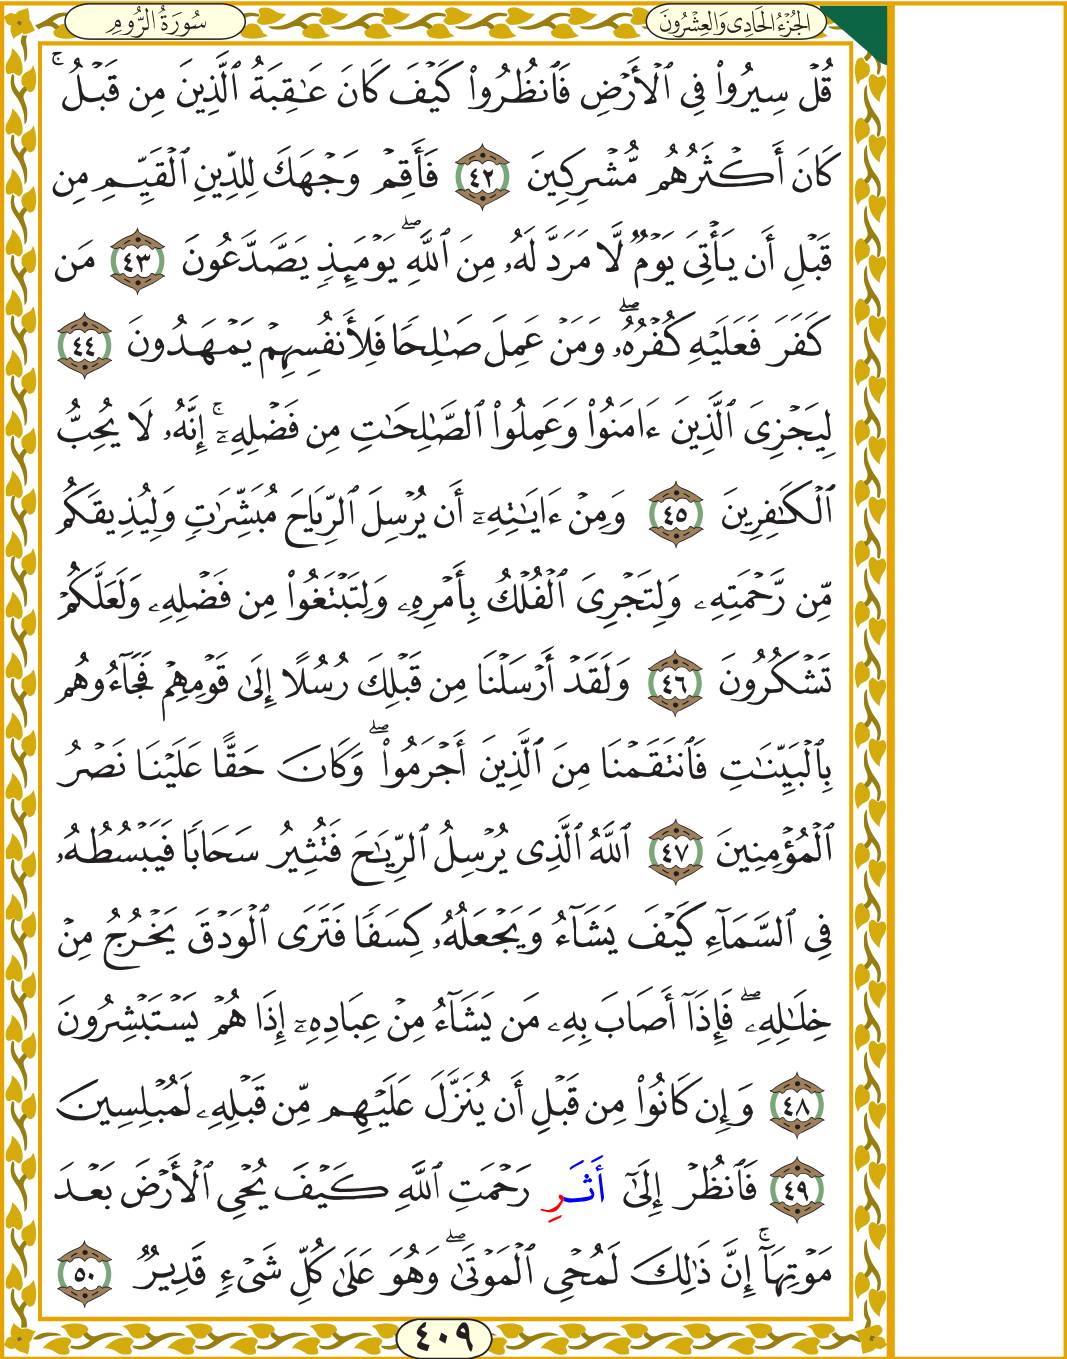 الجُزْءُ الحَادِي وَالعِشْرُونَ
سُورَةُ الرُّومِ
قُلْ سِيرُوا۟ فِى ٱلْأَرْضِ فَٱنظُرُوا۟ كَيْفَ كَانَ عَـٰقِبَةُ ٱلَّذِينَ مِن قَبْلُ ۚ
كَانَ أَكْثَرُهُم مُّشْرِكِينَ ٤٢ فَأَقِمْ وَجْهَكَ لِلدِّينِ ٱلْقَيِّمِ مِن
قَبْلِ أَن يَأْتِىَ يَوْمٌ لَّا مَرَدَّ لَهُۥ مِنَ ٱللَّهِ ۖ يَوْمَئِذٍ يَصَّدَّعُونَ ٤٣ مَن
كَفَرَ فَعَلَيْهِ كُفْرُهُۥ ۖ وَمَنْ عَمِلَ صَـٰلِحًا فَلِأَنفُسِهِمْ يَمْهَدُونَ ٤٤
لِيَجْزِىَ ٱلَّذِينَ ءَامَنُوا۟ وَعَمِلُوا۟ ٱلصَّـٰلِحَـٰتِ مِن فَضْلِهِۦٓ ۚ إِنَّهُۥ لَا يُحِبُّ
ٱلْكَـٰفِرِينَ ٤٥ وَمِنْ ءَايَـٰتِهِۦٓ أَن يُرْسِلَ ٱلرِّيَاحَ مُبَشِّرَٰتٍ وَلِيُذِيقَكُم
مِّن رَّحْمَتِهِۦ وَلِتَجْرِىَ ٱلْفُلْكُ بِأَمْرِهِۦ وَلِتَبْتَغُوا۟ مِن فَضْلِهِۦ وَلَعَلَّكُمْ
تَشْكُرُونَ ٤٦ وَلَقَدْ أَرْسَلْنَا مِن قَبْلِكَ رُسُلًا إِلَىٰ قَوْمِهِمْ فَجَآءُوهُم
بِٱلْبَيِّنَـٰتِ فَٱنتَقَمْنَا مِنَ ٱلَّذِينَ أَجْرَمُوا۟ ۖ وَكَانَ حَقًّا عَلَيْنَا نَصْرُ
ٱلْمُؤْمِنِينَ ٤٧ ٱللَّهُ ٱلَّذِى يُرْسِلُ ٱلرِّيَـٰحَ فَتُثِيرُ سَحَابًا فَيَبْسُطُهُۥ
فِى ٱلسَّمَآءِ كَيْفَ يَشَآءُ وَيَجْعَلُهُۥ كِسَفًا فَتَرَى ٱلْوَدْقَ يَخْرُجُ مِنْ
خِلَـٰلِهِۦ ۖ فَإِذَآ أَصَابَ بِهِۦ مَن يَشَآءُ مِنْ عِبَادِهِۦٓ إِذَا هُمْ يَسْتَبْشِرُونَ
٤٨ وَإِن كَانُوا۟ مِن قَبْلِ أَن يُنَزَّلَ عَلَيْهِم مِّن قَبْلِهِۦ لَمُبْلِسِينَ
٤٩ فَٱنظُرْ إِلَىٰٓ أَثَـرِ رَحْمَتِ ٱللَّهِ كَيْفَ يُحْىِ ٱلْأَرْضَ بَعْدَ
مَوْتِهَآ ۚ إِنَّ ذَٰلِكَ لَمُحْىِ ٱلْمَوْتَىٰ ۖ وَهُوَ عَلَىٰ كُلِّ شَىْءٍ قَدِيرٌ ٥٠
٤٠٩